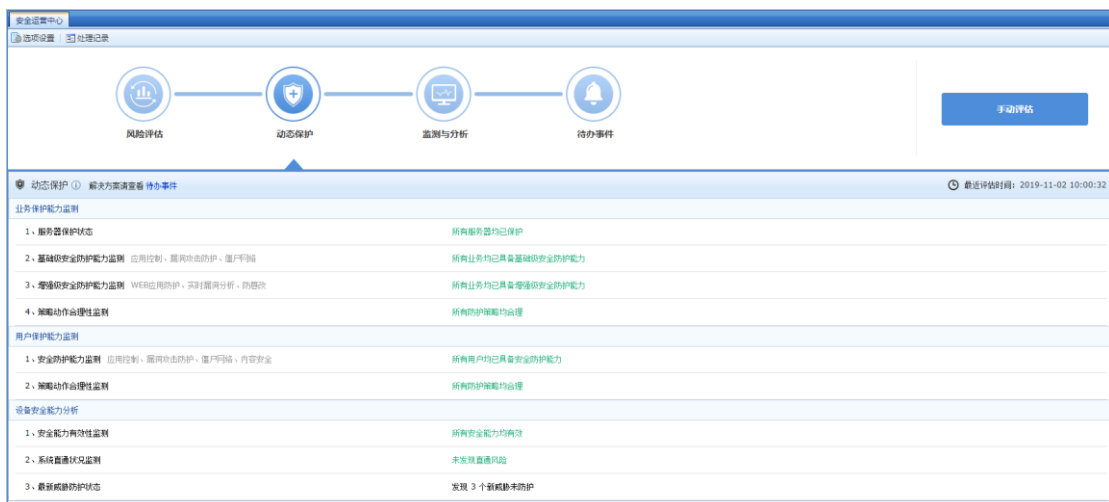 安全运营中心
选项设置 处理记录
风险评估 动态保护 监测与分析 待办事件
手动评估
动态保护 解决方案请查看 待办事件 最近评估时间：2019-11-02 10:00:32
业务保护能力监测
1、服务器保护状态 所有服务器均已保护
2、基础级安全防护能力监测 应用控制、漏洞攻击防护、僵尸网络 所有业务均已具备基础级安全防护能力
3、增强级安全防护能力监测 WEB应用防护、实时漏洞分析、防篡改 所有业务均已具备增强级安全防护能力
4、策略动作合理性监测 所有防护策略均合理
用户保护能力监测
1、安全防护能力监测 应用控制、漏洞攻击防护、僵尸网络、内容安全 所有用户均已具备安全防护能力
2、策略动作合理性监测 所有防护策略均合理
设备安全能力分析
1、安全能力有效性监测 所有安全能力均有效
2、系统直通状况监测 未发现直通风险
3、最新威胁防护状态 发现 3 个新威胁未防护